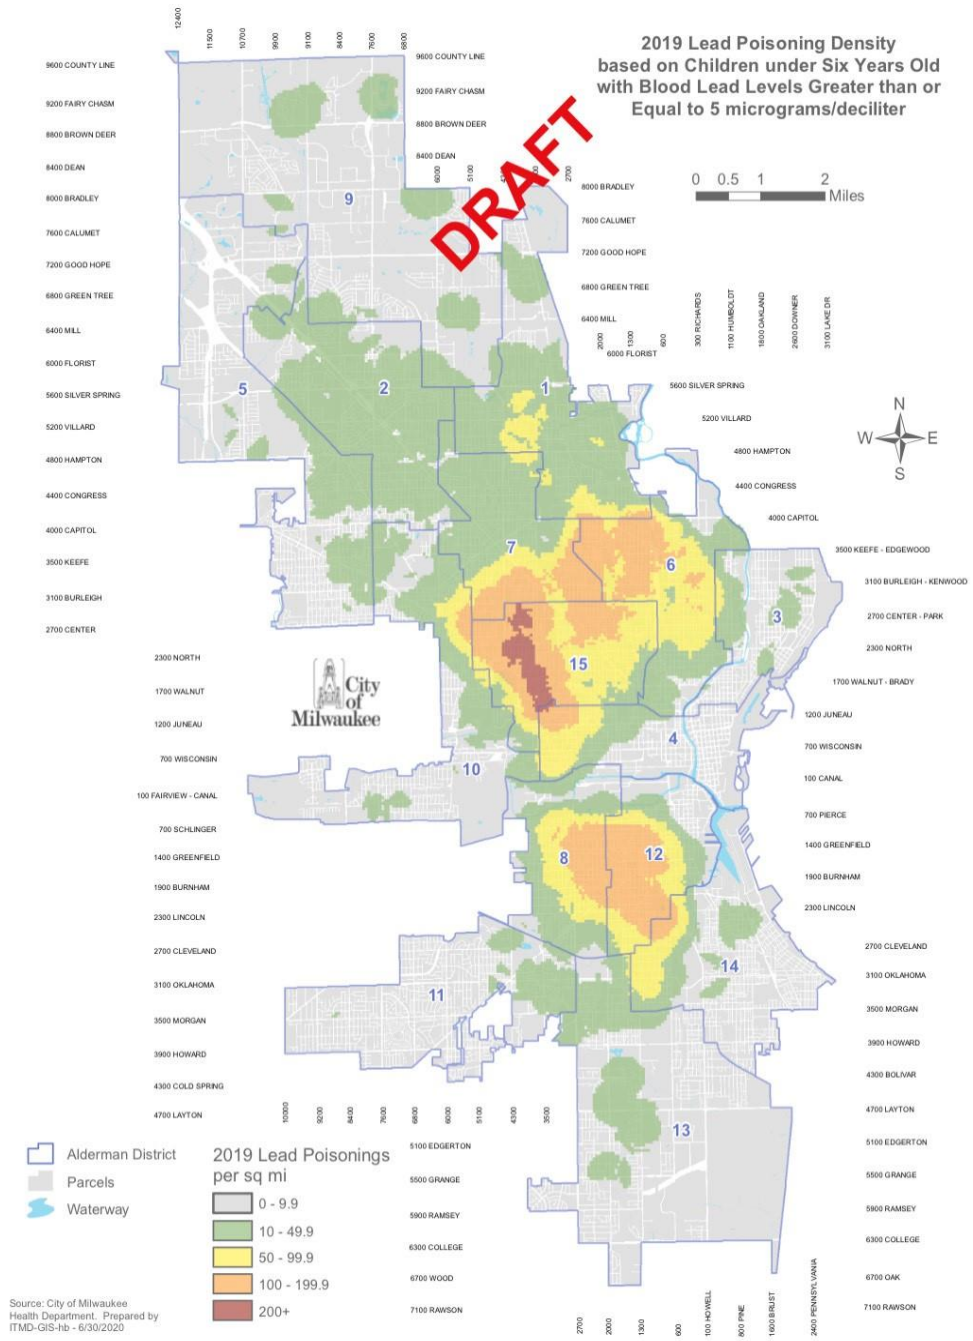 2019 Lead Poisoning Density
based on Children under Six Years Old
with Blood Lead Levels Greater than or
Equal to 5 micrograms/deciliter
DRAFT
0 0.5 1 2
Miles
12400
11500
10700
9900
9100
8400
7600
6800
9600 COUNTY LINE
9200 FAIRY CHASM
8800 BROWN DEER
8400 DEAN
8000 BRADLEY
7600 CALUMET
7200 GOOD HOPE
6800 GREEN TREE
6400 MILL
6000 FLORIST
5600 SILVER SPRING
5200 VILLARD
4800 HAMPTON
4400 CONGRESS
4000 CAPITOL
3500 KEEFE
3100 BURLEIGH
2700 CENTER
2300 NORTH
1700 WALNUT
1200 JUNEAU
700 WISCONSIN
100 FAIRVIEW - CANAL
700 SCHLINGER
1400 GREENFIELD
1900 BURNHAM
2300 LINCOLN
2700 CLEVELAND
3100 OKLAHOMA
3500 MORGAN
3900 HOWARD
4300 COLD SPRING
4700 LAYTON
9600 COUNTY LINE
9200 FAIRY CHASM
8800 BROWN DEER
8400 DEAN
6000
5100
2700
8000 BRADLEY
7600 CALUMET
7200 GOOD HOPE
6800 GREEN TREE
6400 MILL
6000 FLORIST
2000
1300
600
300 RICHARDS
1100 HUMBOLDT
1800 OAKLAND
2600 DOWNER
3100 LAKE DR
5600 SILVER SPRING
5200 VILLARD
4800 HAMPTON
4400 CONGRESS
4000 CAPITOL
3500 KEEFE - EDGEWOOD
3100 BURLEIGH - KENWOOD
2700 CENTER - PARK
2300 NORTH
1700 WALNUT - BRADY
1200 JUNEAU
700 WISCONSIN
100 CANAL
700 PIERCE
1400 GREENFIELD
1900 BURNHAM
2300 LINCOLN
2700 CLEVELAND
3100 OKLAHOMA
3500 MORGAN
3900 HOWARD
4300 BOLIVAR
4700 LAYTON
5100 EDGERTON
5500 GRANGE
5900 RAMSEY
6300 COLLEGE
6700 OAK
7100 RAWSON
N
W E
S
9
5
2
1
7
6
3
15
4
10
8
12
14
11
13
City
of
Milwaukee
10000
9200
8400
7600
6800
6000
5100
4300
3500
5100 EDGERTON
5500 GRANGE
5900 RAMSEY
6300 COLLEGE
6700 WOOD
7100 RAWSON
2700
2000
1300
600
100 HOWELL
800 PINE
1600 BRUST
2400 PENNSYLVANIA
Alderman District
Parcels
Waterway
2019 Lead Poisonings
per sq mi
0 - 9.9
10 - 49.9
50 - 99.9
100 - 199.9
200+
Source: City of Milwaukee
Health Department. Prepared by
ITMD-GIS-hb - 6/30/2020